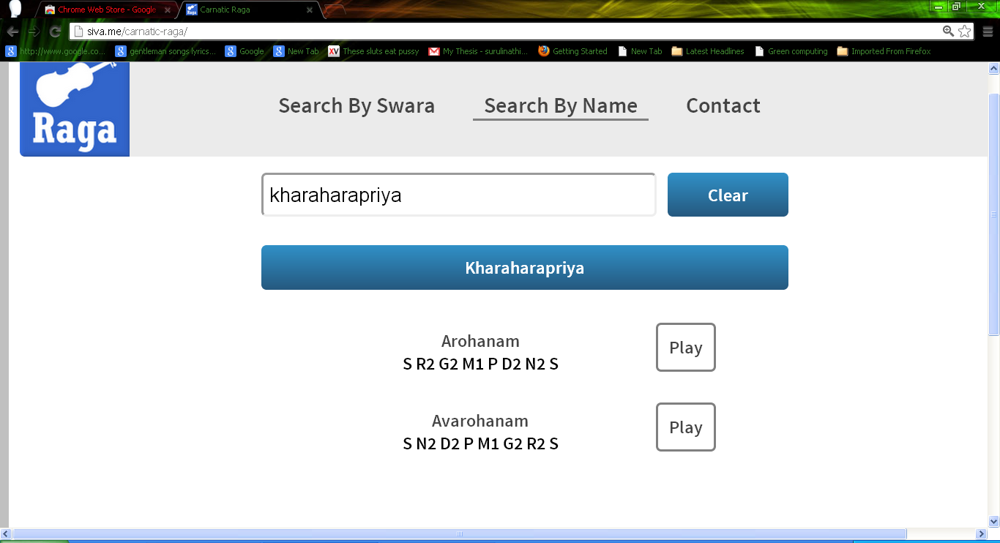 Chrome Web Store - Google
Carnatic Raga
siva.me/carnatic-raga/
http://www.google.co...
gentleman songs lyrics...
Google
New Tab
XV
These sluts eat pussy
My Thesis - surulinathi...
Getting Started
New Tab
Latest Headlines
Green computing
Imported From Firefox
Raga
Search By Swara
Search By Name
Contact
kharaharapriya
Clear
Kharaharapriya
Arohanam
S R2 G2 M1 P D2 N2 S
Play
Avarohanam
S N2 D2 P M1 G2 R2 S
Play